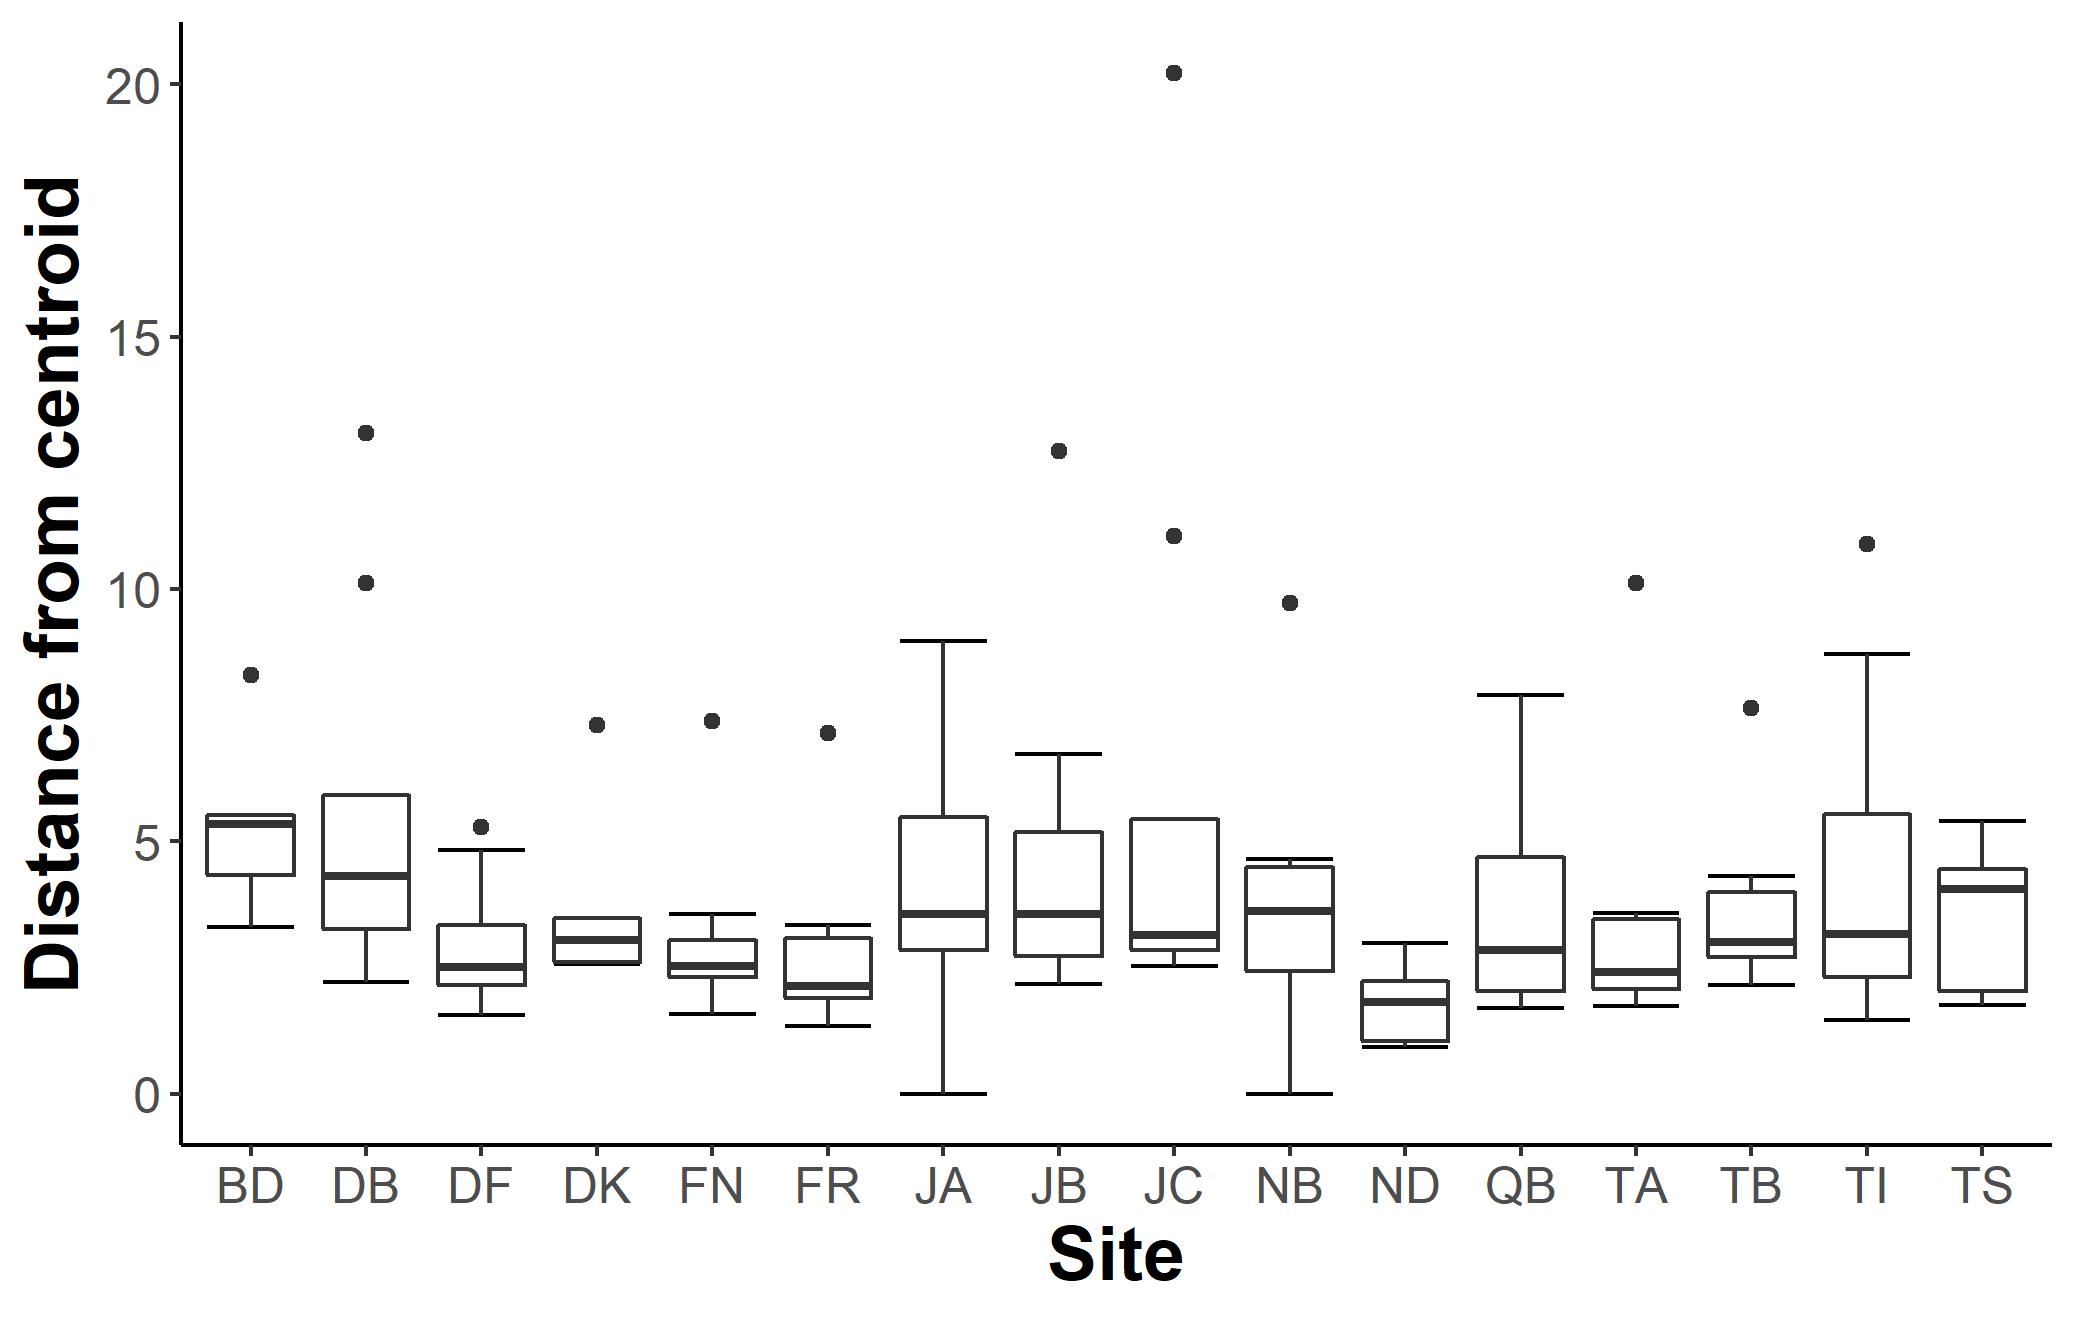 Distance from centroid
20
15
10
5
0
BD DB DF DK FN FR JA JB JC NB ND QB TA TB TI TS
Site